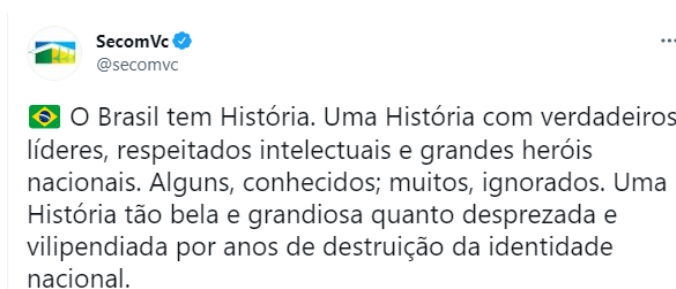 SecomVc
@secomvc
🇧🇷 O Brasil tem História. Uma História com verdadeiros
líderes, respeitados intelectuais e grandes heróis
nacionais. Alguns, conhecidos; muitos, ignorados. Uma
História tão bela e grandiosa quanto desprezada e
vilipendiada por anos de destruição da identidade
nacional.